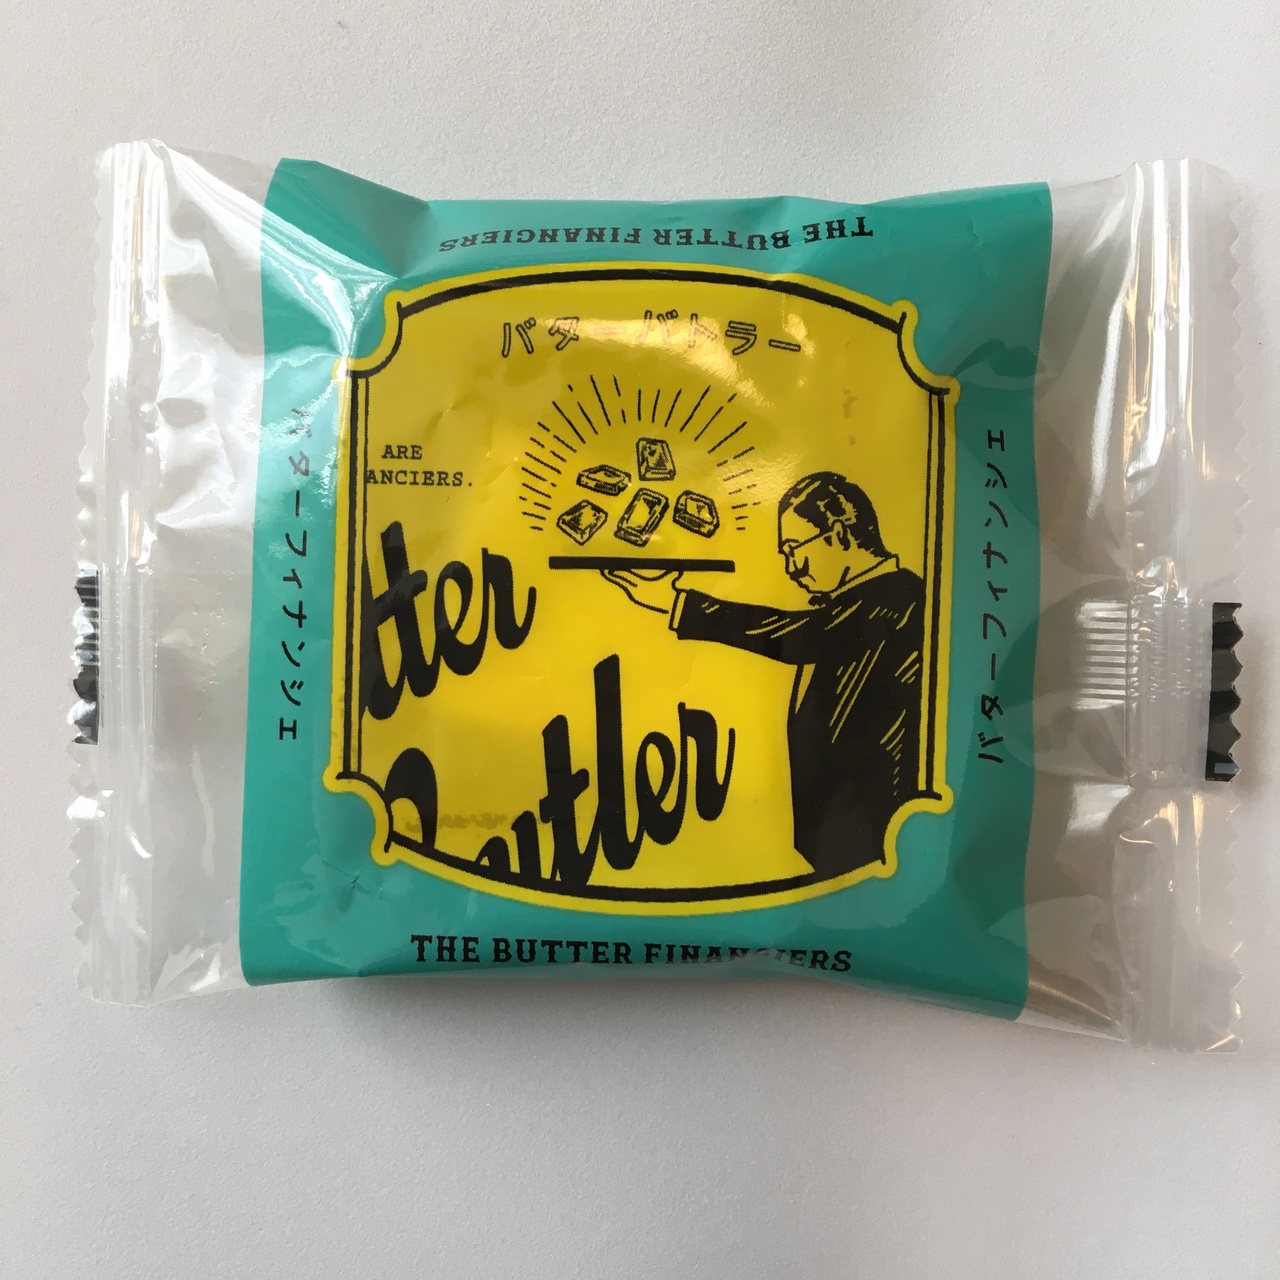 THE BUTTER FINANCIERS
バターバトラー
ARE
ANCIERS.
tter
Butler
バターフィナンシェ
バターフィナンシェ
THE BUTTER FINANCIERS